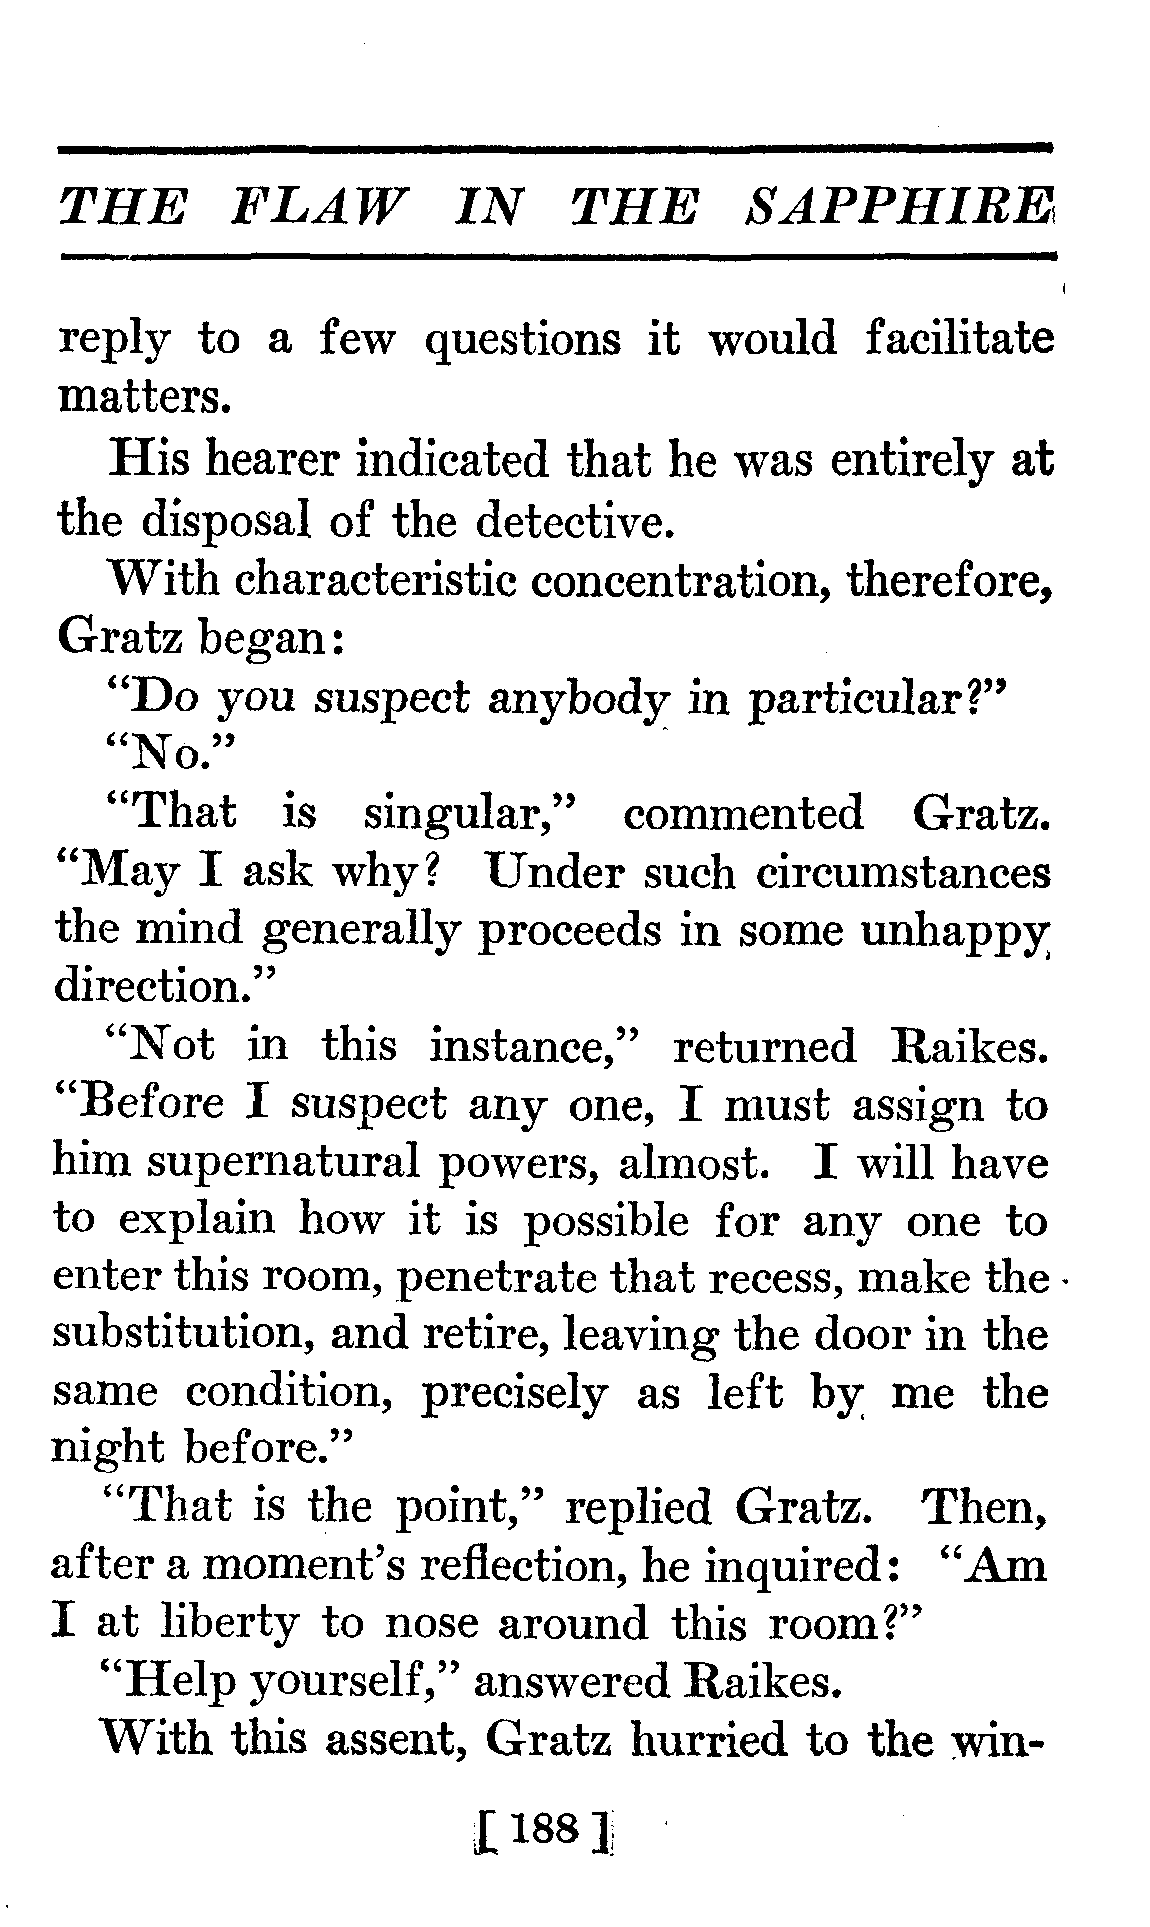 THE FLAW IN THE SAPPHIRE
reply to a few questions it would facilitate
matters.
His hearer indicated that he was entirely at
the disposal of the detective.
With characteristic concentration, therefore,
Gratz began:
“Do you suspect anybody in particular?”
“No.”
“That is singular,” commented Gratz.
“May I ask why? Under such circumstances
the mind generally proceeds in some unhappy
direction.”
“Not in this instance,” returned Raikes.
“Before I suspect any one, I must assign to
him supernatural powers, almost. I will have
to explain how it is possible for any one to
enter this room, penetrate that recess, make the
substitution, and retire, leaving the door in the
same condition, precisely as left by me the
night before.”
“That is the point,” replied Gratz. Then,
after a moment’s reflection, he inquired: “Am
I at liberty to nose around this room?”
“Help yourself,” answered Raikes.
With this assent, Gratz hurried to the win-
[ 188 ]